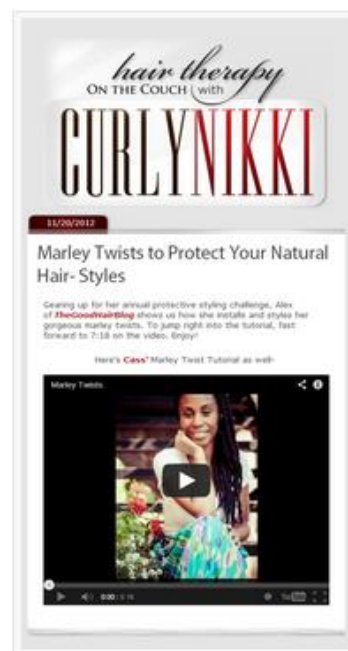 hair therapy
ON THE COUCH with
CURLYNIKKI
11/20/2012
Marley Twists to Protect Your Natural
Hair- Styles
Gearing up for her annual protective styling challenge, Alex
of TheGoodHairBlog shows us how she installs and styles her
gorgeous marley twists. To jump right into the tutorial, fast
forward to 7:18 on the video. Enjoy!
Here's Cass' Marley Twist Tutorial as well-
Marley Twists
0:00